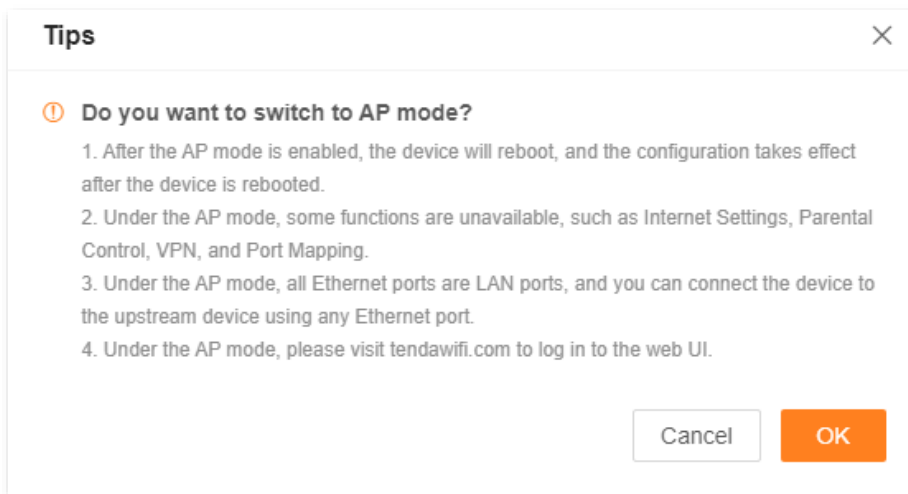 Tips
Do you want to switch to AP mode?
1. After the AP mode is enabled, the device will reboot, and the configuration takes effect
after the device is rebooted.
2. Under the AP mode, some functions are unavailable, such as Internet Settings, Parental
Control, VPN, and Port Mapping.
3. Under the AP mode, all Ethernet ports are LAN ports, and you can connect the device to
the upstream device using any Ethernet port.
4. Under the AP mode, please visit tendawifi.com to log in to the web UI.
Cancel OK